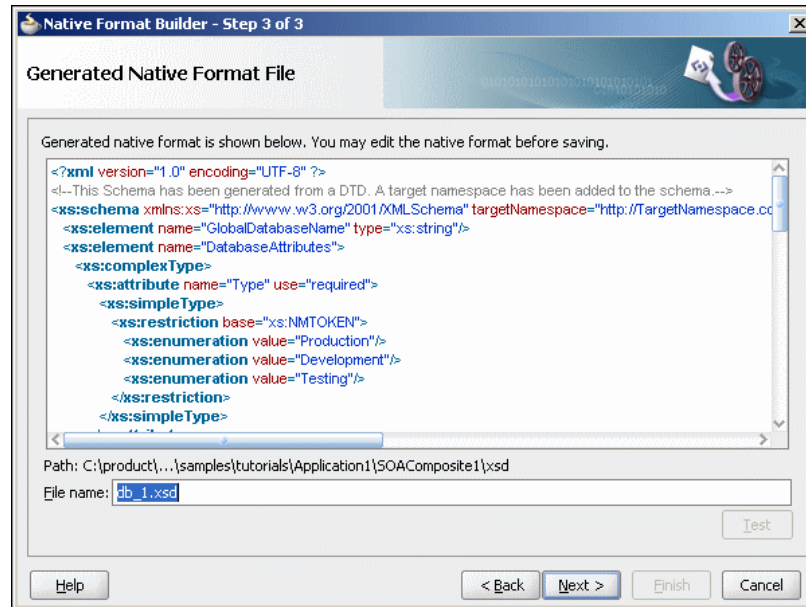 Native Format Builder - Step 3 of 3
Generated Native Format File
Generated native format is shown below. You may edit the native format before saving.
<?xml version="1.0" encoding="UTF-8" ?>
<!--This Schema has been generated from a DTD. A target namespace has been added to the schema.-->
<xs:schema xmlns:xs="http://www.w3.org/2001/XMLSchema" targetNamespace="http://TargetNamespace.cc
<xs:element name="GlobalDatabaseName" type="xs:string"/>
<xs:element name="DatabaseAttributes">
<xs:complexType>
<xs:attribute name="Type" use="required">
<xs:simpleType>
<xs:restriction base="xs:NMTOKEN">
<xs:enumeration value="Production"/>
<xs:enumeration value="Development"/>
<xs:enumeration value="Testing"/>
</xs:restriction>
</xs:simpleType>
Path: C:\product\...\samples\tutorials\Application1\SOAComposite1\xsd
File name: db_1.xsd
Test
Help
< Back
Next >
Finish
Cancel